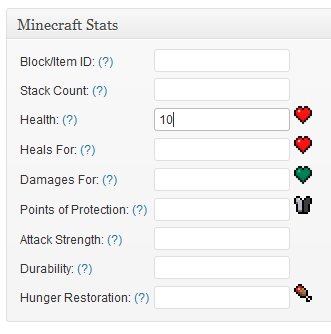 Minecraft Stats
Block/Item ID: (?)
Stack Count: (?)
Health: (?) 10
Heals For: (?)
Damages For: (?)
Points of Protection: (?)
Attack Strength: (?)
Durability: (?)
Hunger Restoration: (?)